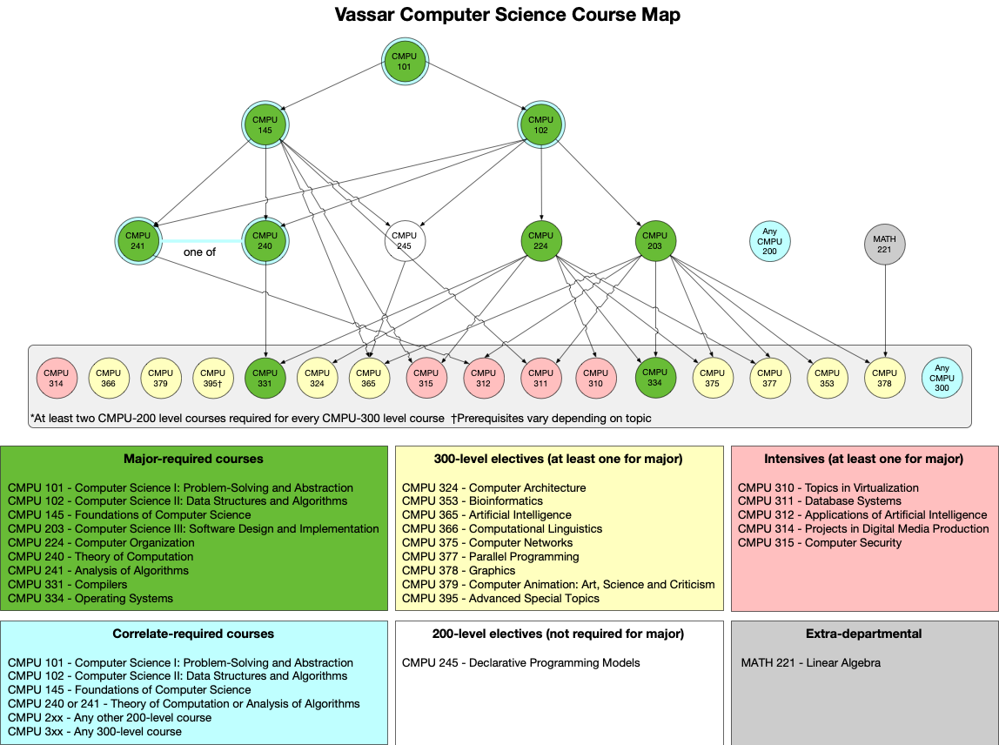 Vassar Computer Science Course Map
CMPU
101
CMPU
145
CMPU
102
CMPU
241
one of
CMPU
240
CMPU
245
CMPU
224
CMPU
203
Any
CMPU
200
MATH
221
CMPU
314
CMPU
366
CMPU
379
CMPU
395†
CMPU
331
CMPU
324
CMPU
365
CMPU
315
CMPU
312
CMPU
311
CMPU
310
CMPU
334
CMPU
375
CMPU
377
CMPU
353
CMPU
378
Any
CMPU
300
*At least two CMPU-200 level courses required for every CMPU-300 level course †Prerequisites vary depending on topic
Major-required courses
CMPU 101 - Computer Science I: Problem-Solving and Abstraction
CMPU 102 - Computer Science II: Data Structures and Algorithms
CMPU 145 - Foundations of Computer Science
CMPU 203 - Computer Science III: Software Design and Implementation
CMPU 224 - Computer Organization
CMPU 240 - Theory of Computation
CMPU 241 - Analysis of Algorithms
CMPU 331 - Compilers
CMPU 334 - Operating Systems
300-level electives (at least one for major)
CMPU 324 - Computer Architecture
CMPU 353 - Bioinformatics
CMPU 365 - Artificial Intelligence
CMPU 366 - Computational Linguistics
CMPU 375 - Computer Networks
CMPU 377 - Parallel Programming
CMPU 378 - Graphics
CMPU 379 - Computer Animation: Art, Science and Criticism
CMPU 395 - Advanced Special Topics
Intensives (at least one for major)
CMPU 310 - Topics in Virtualization
CMPU 311 - Database Systems
CMPU 312 - Applications of Artificial Intelligence
CMPU 314 - Projects in Digital Media Production
CMPU 315 - Computer Security
Correlate-required courses
CMPU 101 - Computer Science I: Problem-Solving and Abstraction
CMPU 102 - Computer Science II: Data Structures and Algorithms
CMPU 145 - Foundations of Computer Science
CMPU 240 or 241 - Theory of Computation or Analysis of Algorithms
CMPU 2xx - Any other 200-level course
CMPU 3xx - Any 300-level course
200-level electives (not required for major)
CMPU 245 - Declarative Programming Models
Extra-departmental
MATH 221 - Linear Algebra